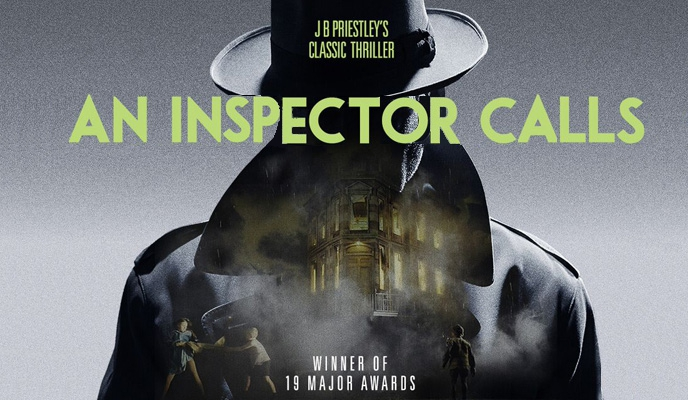 J B PRIESTLEY'S
CLASSIC THRILLER
AN INSPECTOR CALLS
WINNER OF
19 MAJOR AWARDS